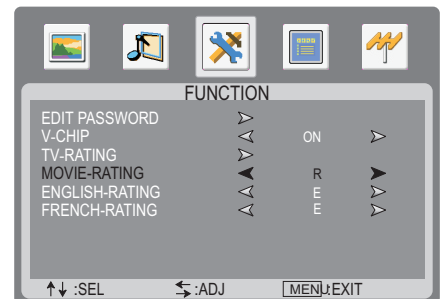 FUNCTION
EDIT PASSWORD
V-CHIP ON
TV-RATING
MOVIE-RATING R
ENGLISH-RATING E
FRENCH-RATING E
:SEL :ADJ MENU:EXIT